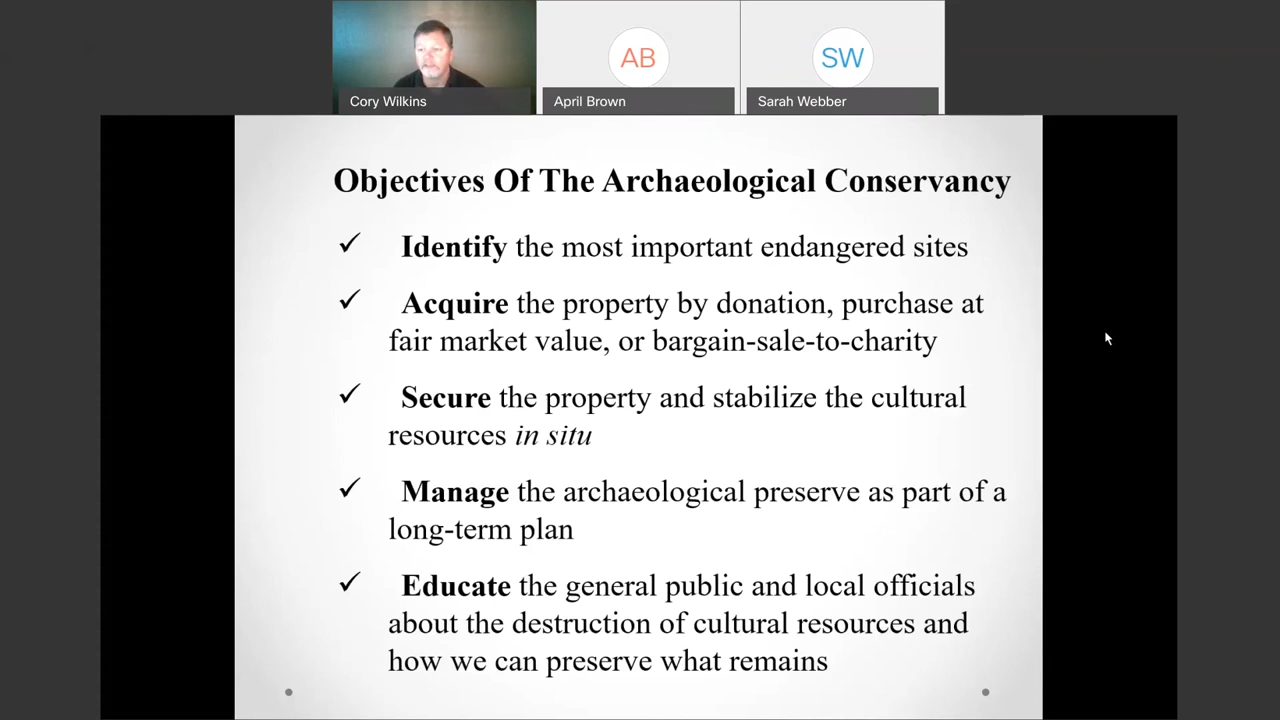 AB
SW
Cory Wilkins
April Brown
Sarah Webber
Objectives Of The Archaeological Conservancy
✓ Identify the most important endangered sites
✓ Acquire the property by donation, purchase at
fair market value, or bargain-sale-to-charity
✓ Secure the property and stabilize the cultural
resources in situ
✓ Manage the archaeological preserve as part of a
long-term plan
✓ Educate the general public and local officials
about the destruction of cultural resources and
how we can preserve what remains